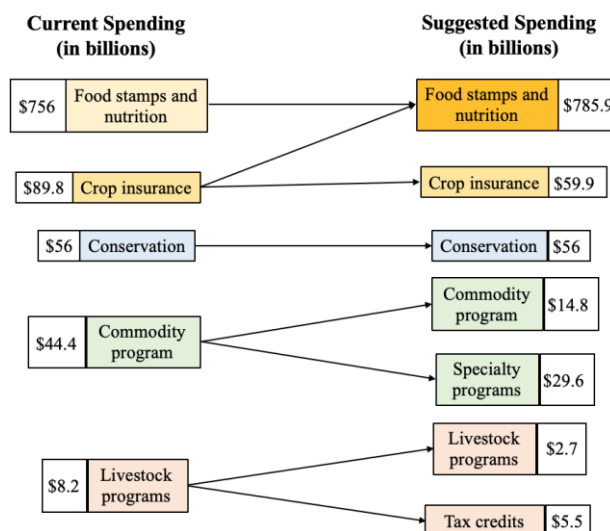 Current Spending
(in billions)
Suggested Spending
(in billions)
$756
Food stamps and
nutrition
Food stamps and
nutrition
$785.9
$89.8
Crop insurance
Crop insurance
$59.9
$56
Conservation
Conservation
$56
$44.4
Commodity
program
Commodity
program
$14.8
Specialty
programs
$29.6
$8.2
Livestock
programs
Livestock
programs
$2.7
Tax credits
$5.5